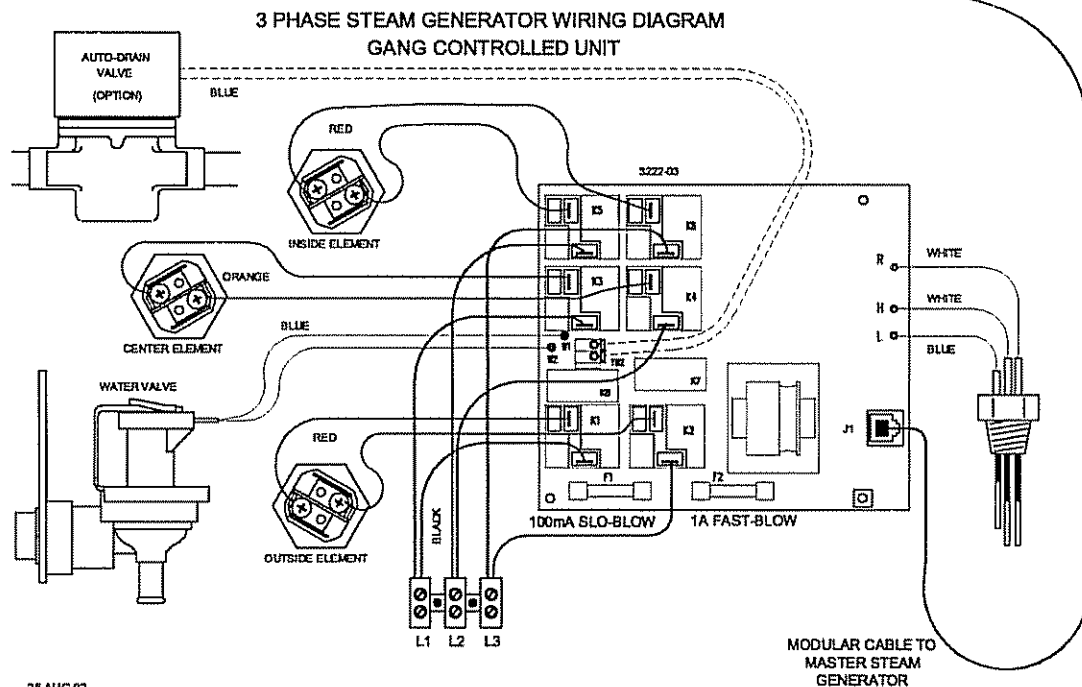 3 PHASE STEAM GENERATOR WIRING DIAGRAM
GANG CONTROLLED UNIT
AUTO-DRAIN
VALVE
(OPTION)
BLUE
RED
INSIDE ELEMENT
3222-03
K5
K6
ORANGE
CENTER ELEMENT
K3
K4
R
WHITE
H
WHITE
L
BLUE
BLUE
W1
W2
TB2
K8
K7
WATER VALVE
RED
OUTSIDE ELEMENT
K1
K2
J1
F1
F2
100mA SLO-BLOW
1A FAST-BLOW
BLACK
L1
L2
L3
MODULAR CABLE TO
MASTER STEAM
GENERATOR